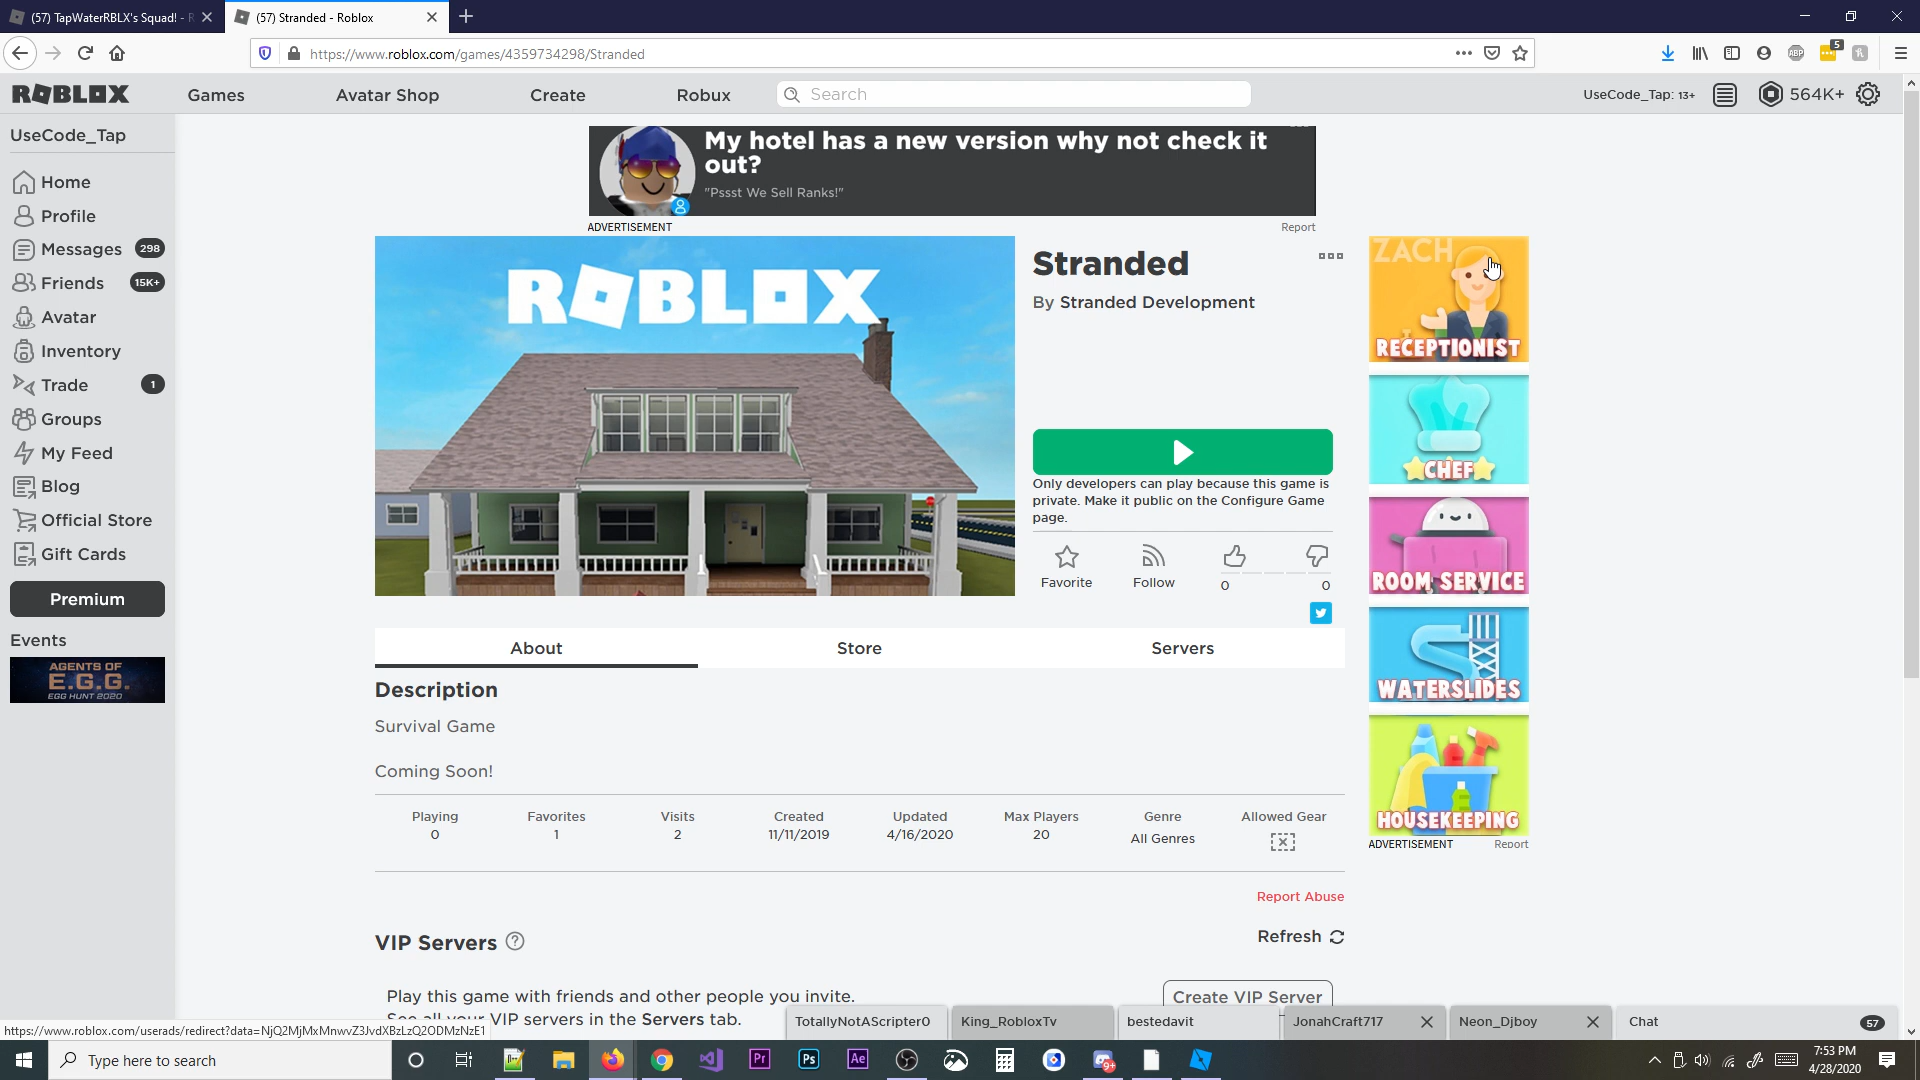 (57) TapWaterRBLX's Squad! - R
(57) Stranded - Roblox
https://www.roblox.com/games/4359734298/Stranded
ABP
5
ROBLOX
Games
Avatar Shop
Create
Robux
Search
UseCode_Tap: 13+
564K+
UseCode_Tap
Home
Profile
Messages 298
Friends 15K+
Avatar
Inventory
Trade 1
Groups
My Feed
Blog
Official Store
Gift Cards
Premium
Events
AGENTS OF
E.G.G.
EGG HUNT 2020
My hotel has a new version why not check it
out?
"Pssst We Sell Ranks!"
ADVERTISEMENT
Report
ROBLOX
Stranded
By Stranded Development
Only developers can play because this game is
private. Make it public on the Configure Game
page.
Favorite
Follow
0
0
ZACH
RECEPTIONIST
CHEF
ROOM SERVICE
WATERSLIDES
HOUSEKEEPING
ADVERTISEMENT
Report
About
Store
Servers
Description
Survival Game
Coming Soon!
Playing Favorites Visits Created Updated Max Players Genre Allowed Gear
0 1 2 11/11/2019 4/16/2020 20 All Genres
Report Abuse
VIP Servers ?
Refresh
Play this game with friends and other people you invite.
See all your VIP servers in the Servers tab.
Create VIP Server
https://www.roblox.com/userads/redirect?data=NjQ2MjMxMnwvZ3JvdXBzLzQ2ODMzNzE1
TotallyNotAScripter0
King_RobloxTv
bestedavit
JonahCraft717
Neon_Djboy
Chat
57
Type here to search
Pr
Ps
Ae
9+
7:53 PM
4/28/2020